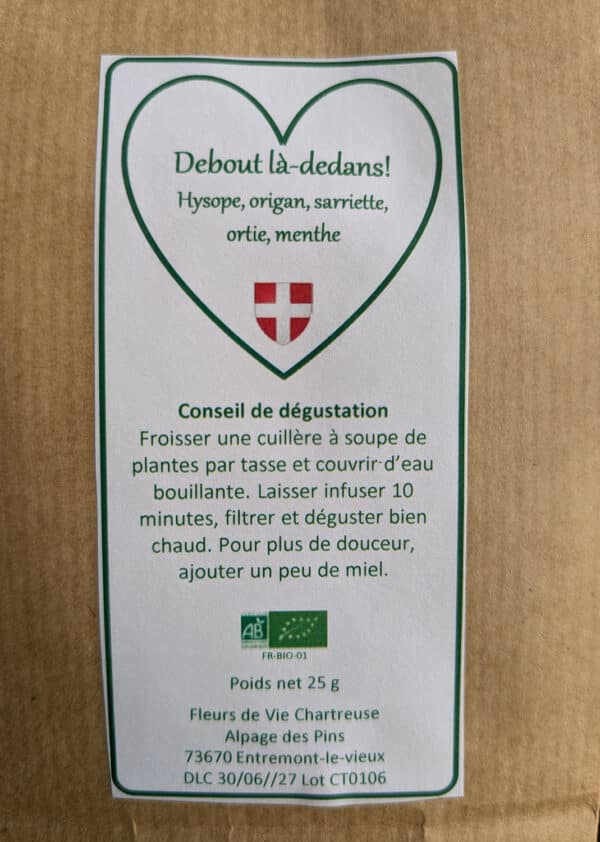 Debout là-dedans!
Hysope, origan, sarriette,
ortie, menthe
Conseil de dégustation
Froisser une cuillère à soupe de
plantes par tasse et couvrir d'eau
bouillante. Laisser infuser 10
minutes, filtrer et déguster bien
chaud. Pour plus de douceur,
ajouter un peu de miel.
AB
FR-BIO-01
Poids net 25 g
Fleurs de Vie Chartreuse
Alpage des Pins
73670 Entremont-le-vieux
DLC 30/06//27 Lot CT0106